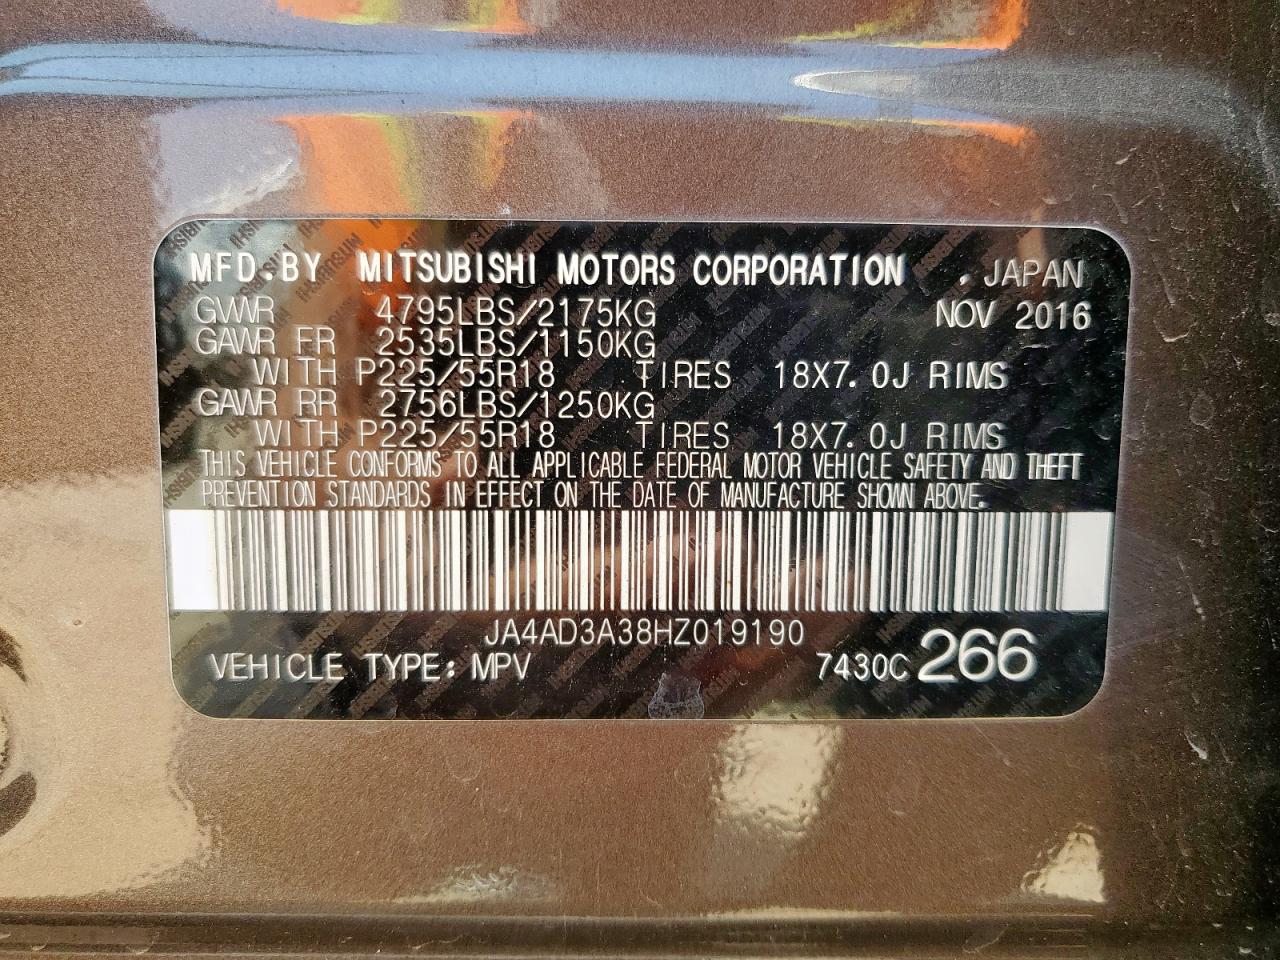 MFD.BY MITSUBISHI MOTORS CORPORATION . JAPAN
GVWR 4795LBS/2175KG NOV 2016
GAWR FR 2535LBS/1150KG
WITH P225/55R18 TIRES 18X7.0J RIMS
GAWR RR 2756LBS/1250KG
WITH P225/55R18 TIRES 18X7.0J RIMS
THIS VEHICLE CONFORMS TO ALL APPLICABLE FEDERAL MOTOR VEHICLE SAFETY AND THEFT
PREVENTION STANDARDS IN EFFECT ON THE DATE OF MANUFACTURE SHOWN ABOVE.
JA4AD3A38HZ019190
VEHICLE TYPE: MPV 7430C 266